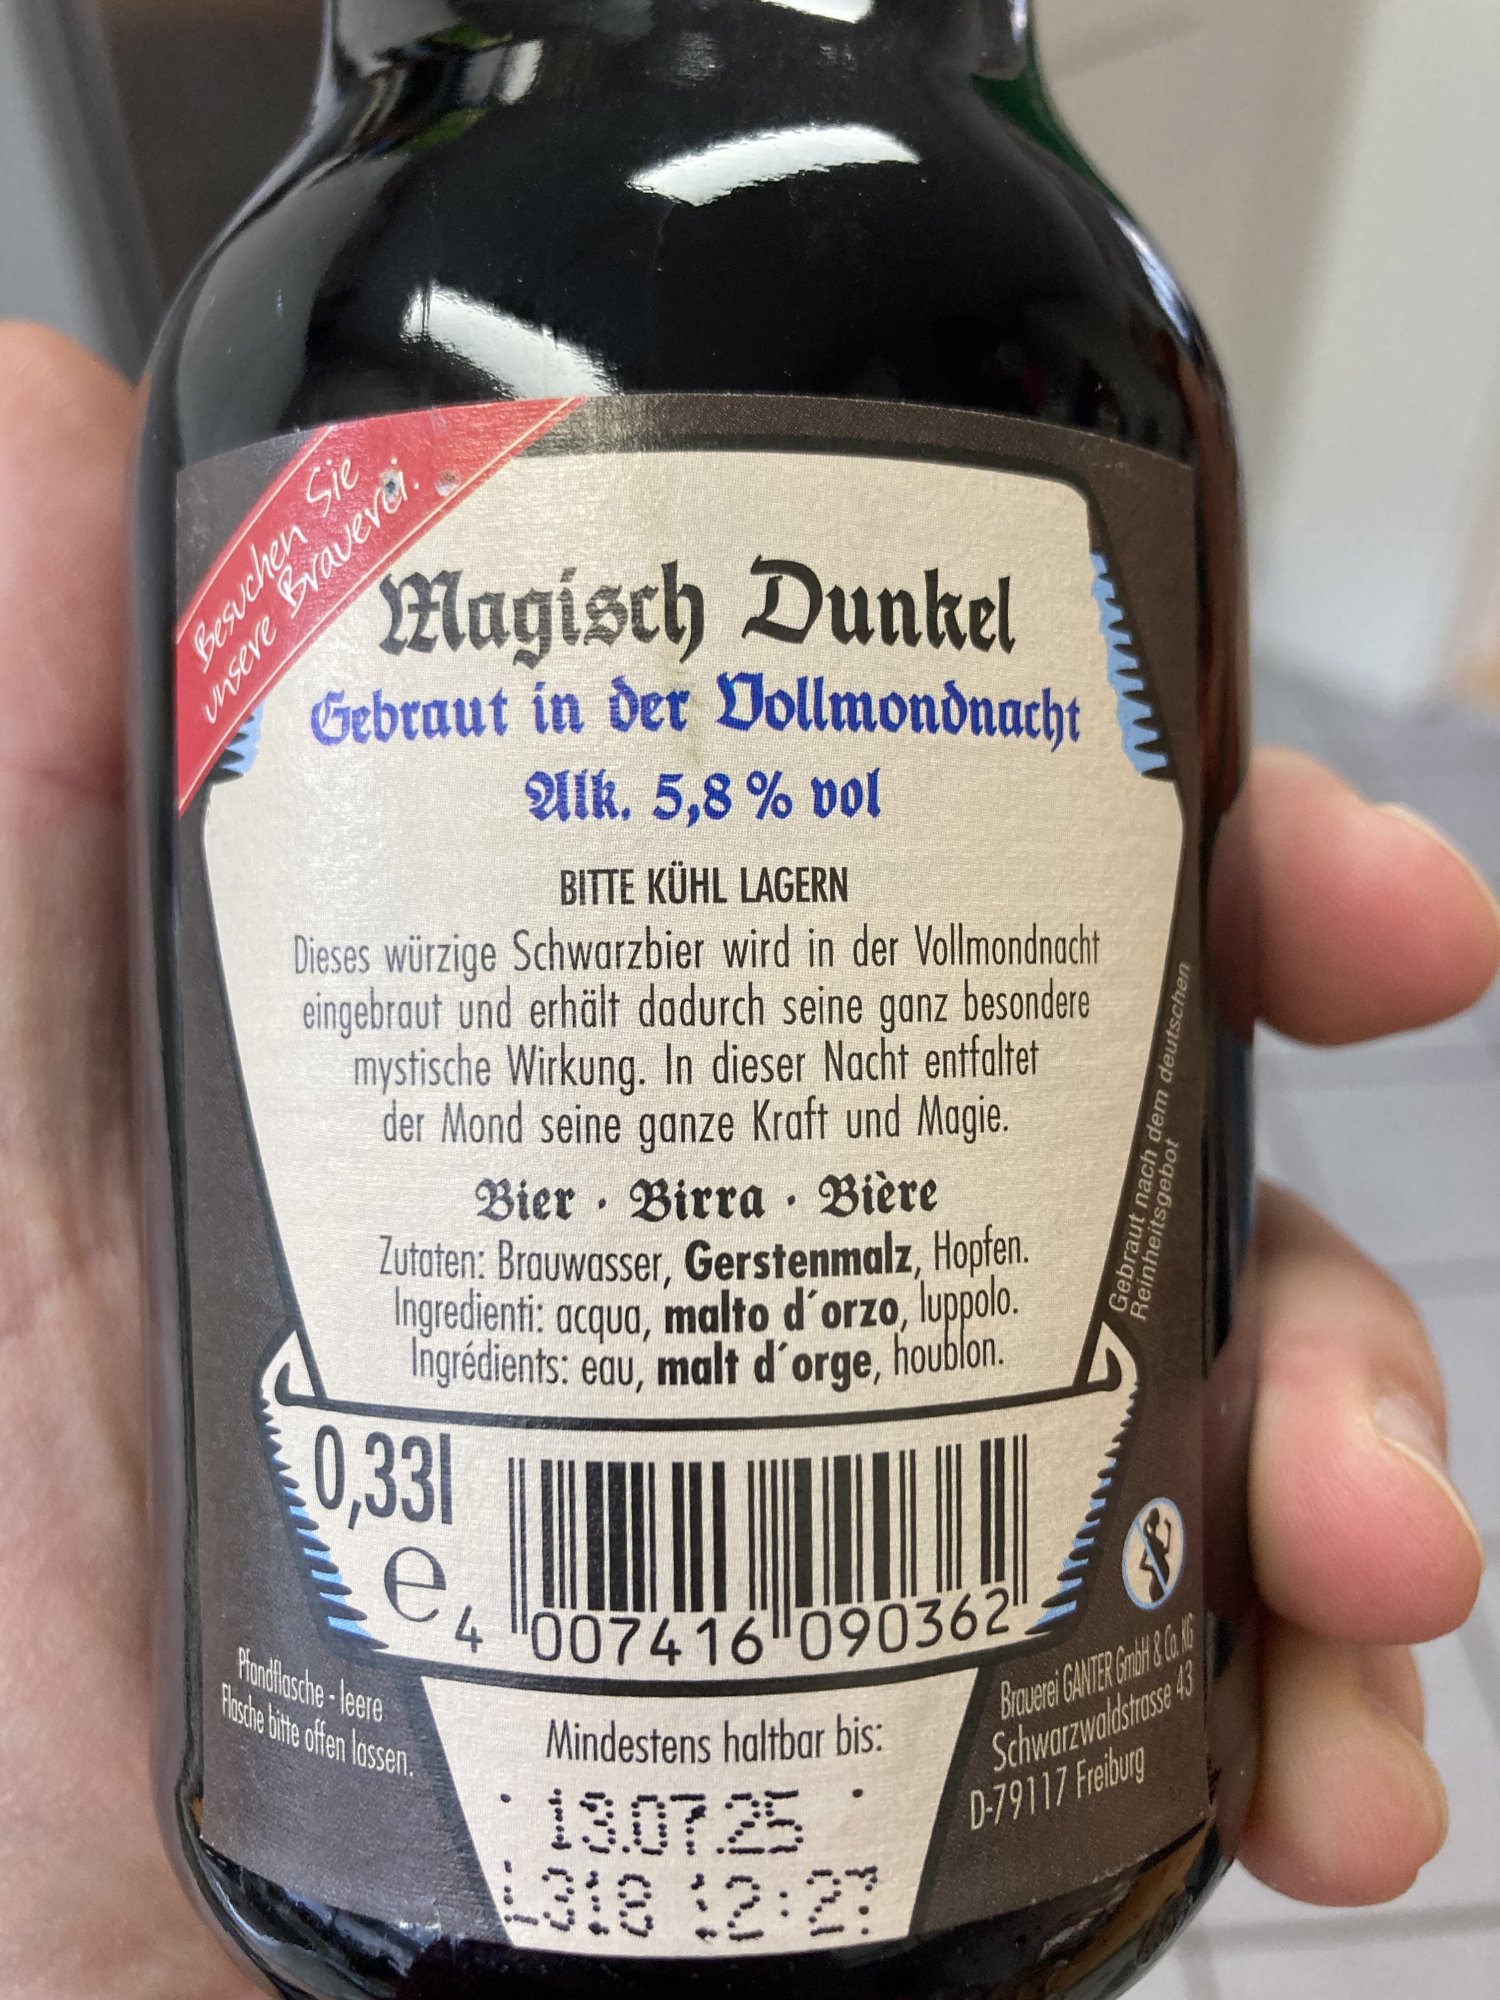 Besuchen Sie
unsere Brauerei.
Magisch Dunkel
Gebraut in der Vollmondnacht
Alk. 5,8 % vol
BITTE KÜHL LAGERN
Dieses würzige Schwarzbier wird in der Vollmondnacht
eingebraut und erhält dadurch seine ganz besondere
mystische Wirkung. In dieser Nacht entfaltet
der Mond seine ganze Kraft und Magie.
Bier · Birra · Bière
Zutaten: Brauwasser, Gerstenmalz, Hopfen.
Ingredienti: acqua, malto d´orzo, luppolo.
Ingrédients: eau, malt d´orge, houblon.
Gebraut nach dem deutschen
Reinheitsgebot
0,33l
e
4 007416 090362
Pfandflasche - leere
Flasche bitte offen lassen.
Mindestens haltbar bis:
13.07.25
L318 12:27
Brauerei GANTER GmbH & Co. KG
Schwarzwaldstrasse 43
D-79117 Freiburg